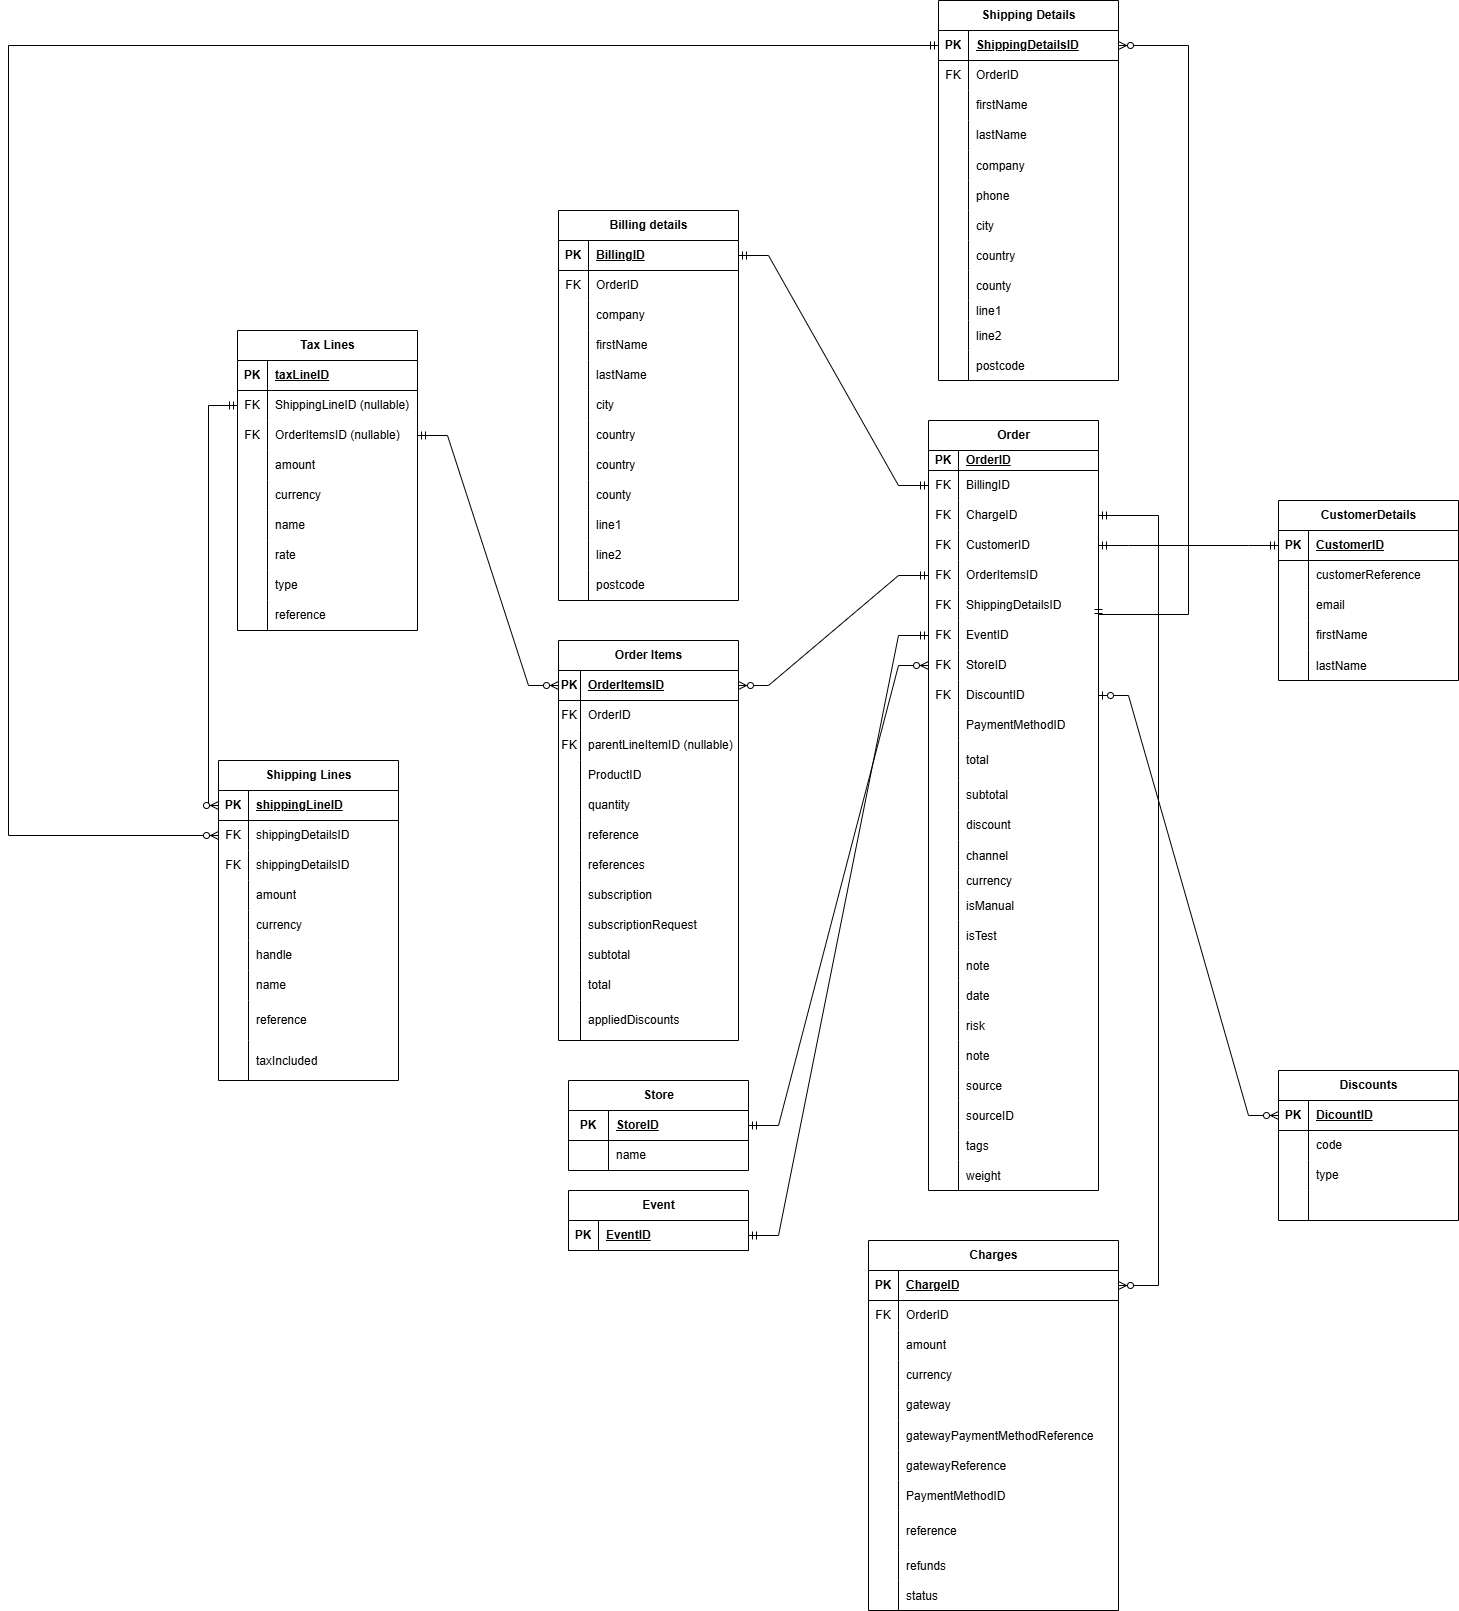 Shipping Details
PK ShippingDetailsID
FK OrderID
firstName
lastName
company
phone
city
country
county
line1
line2
postcode
Billing details
PK BillingID
FK OrderID
company
firstName
lastName
city
country
country
county
line1
line2
postcode
Tax Lines
PK taxLineID
FK ShippingLineID (nullable)
FK OrderItemsID (nullable)
amount
currency
name
rate
type
reference
Order
PK OrderID
FK BillingID
FK ChargeID
FK CustomerID
FK OrderItemsID
FK ShippingDetailsID
FK EventID
FK StoreID
FK DiscountID
PaymentMethodID
total
subtotal
discount
channel
currency
isManual
isTest
note
date
risk
note
source
sourceID
tags
weight
CustomerDetails
PK CustomerID
customerReference
email
firstName
lastName
Order Items
PK OrderItemsID
FK OrderID
FK parentLineItemID (nullable)
ProductID
quantity
reference
references
subscription
subscriptionRequest
subtotal
total
appliedDiscounts
Shipping Lines
PK shippingLineID
FK shippingDetailsID
FK shippingDetailsID
amount
currency
handle
name
reference
taxIncluded
Store
PK StoreID
name
Event
PK EventID
Discounts
PK DicountID
code
type
Charges
PK ChargeID
FK OrderID
amount
currency
gateway
gatewayPaymentMethodReference
gatewayReference
PaymentMethodID
reference
refunds
status